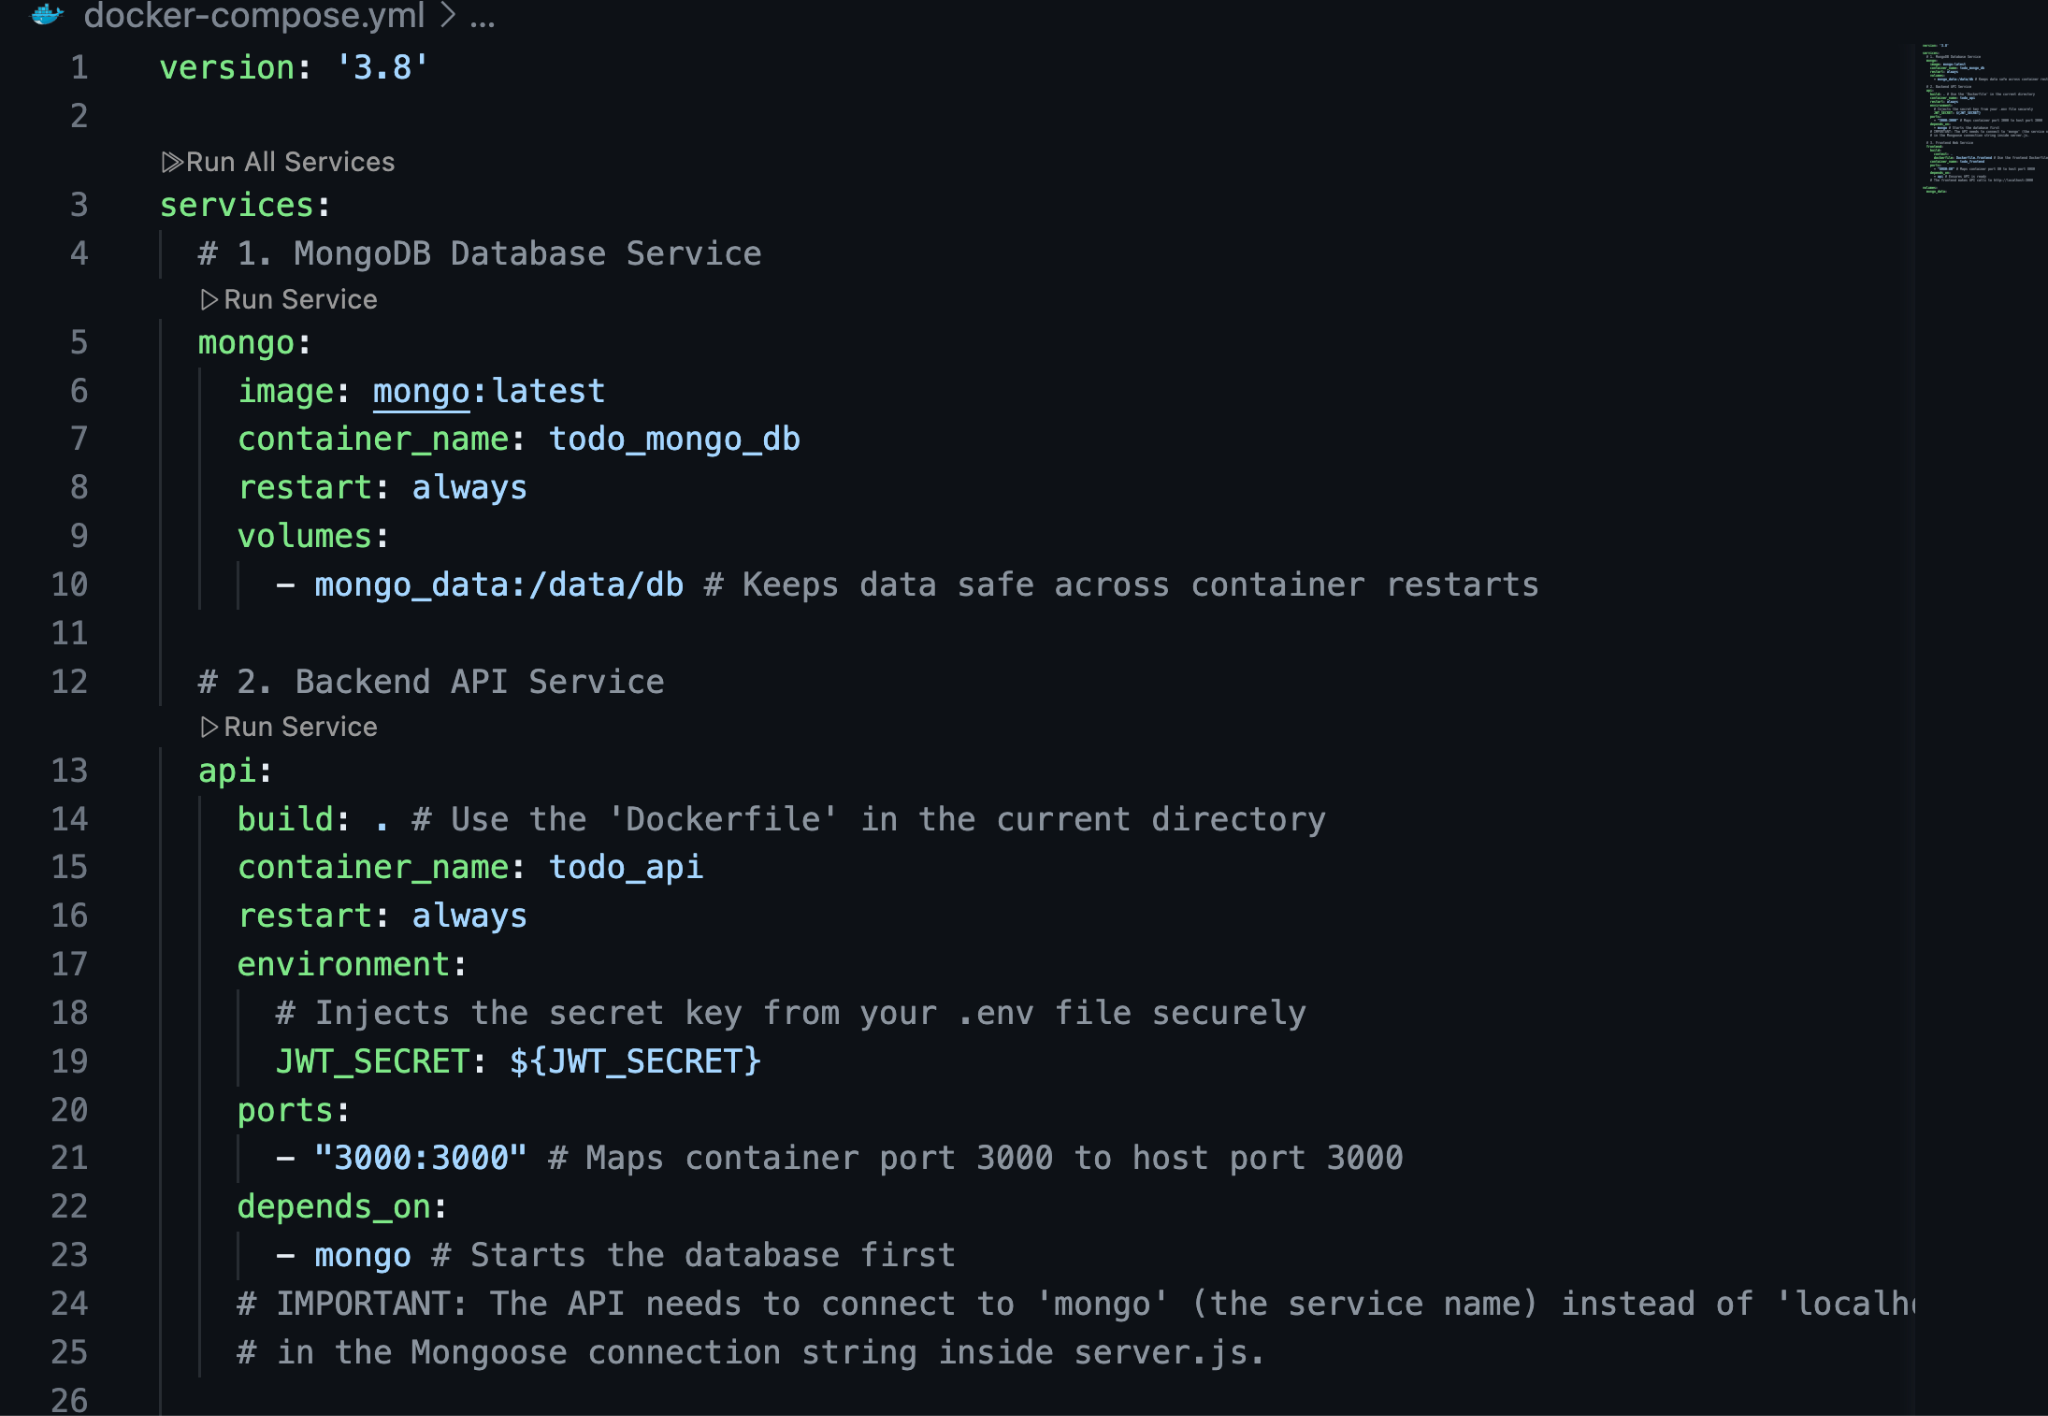 docker-compose.yml > ...
1 version: '3.8'
2
Run All Services
3 services:
4 # 1. MongoDB Database Service
Run Service
5 mongo:
6 image: mongo:latest
7 container_name: todo_mongo_db
8 restart: always
9 volumes:
10 - mongo_data:/data/db # Keeps data safe across container restarts
11
12 # 2. Backend API Service
Run Service
13 api:
14 build: . # Use the 'Dockerfile' in the current directory
15 container_name: todo_api
16 restart: always
17 environment:
18 # Injects the secret key from your .env file securely
19 JWT_SECRET: ${JWT_SECRET}
20 ports:
21 - "3000:3000" # Maps container port 3000 to host port 3000
22 depends_on:
23 - mongo # Starts the database first
24 # IMPORTANT: The API needs to connect to 'mongo' (the service name) instead of 'localh
25 # in the Mongoose connection string inside server.js.
26